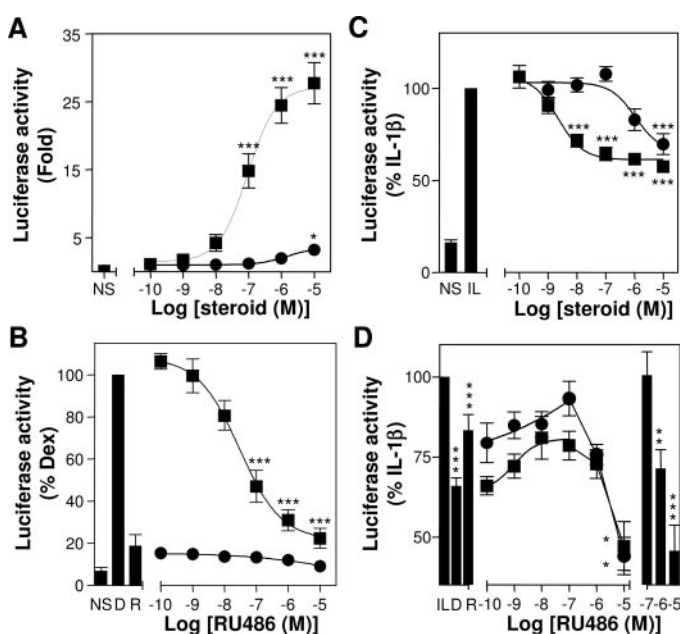 A
Luciferase activity
(Fold)
35
25
15
5
***
***
***
*
NS
-10 -9 -8 -7 -6 -5
Log [steroid (M)]
B
Luciferase activity
(% Dex)
100
80
60
40
20
0
***
***
***
NS D R
-10 -9 -8 -7 -6 -5
Log [RU486 (M)]
C
Luciferase activity
(% IL-1β)
100
50
0
***
***
***
***
***
NS IL
-10 -9 -8 -7 -6 -5
Log [steroid (M)]
D
Luciferase activity
(% IL-1β)
100
75
50
***
***
*
*
**
***
IL D R
-10 -9 -8 -7 -6 -5
-7 -6 -5
Log [RU486 (M)]